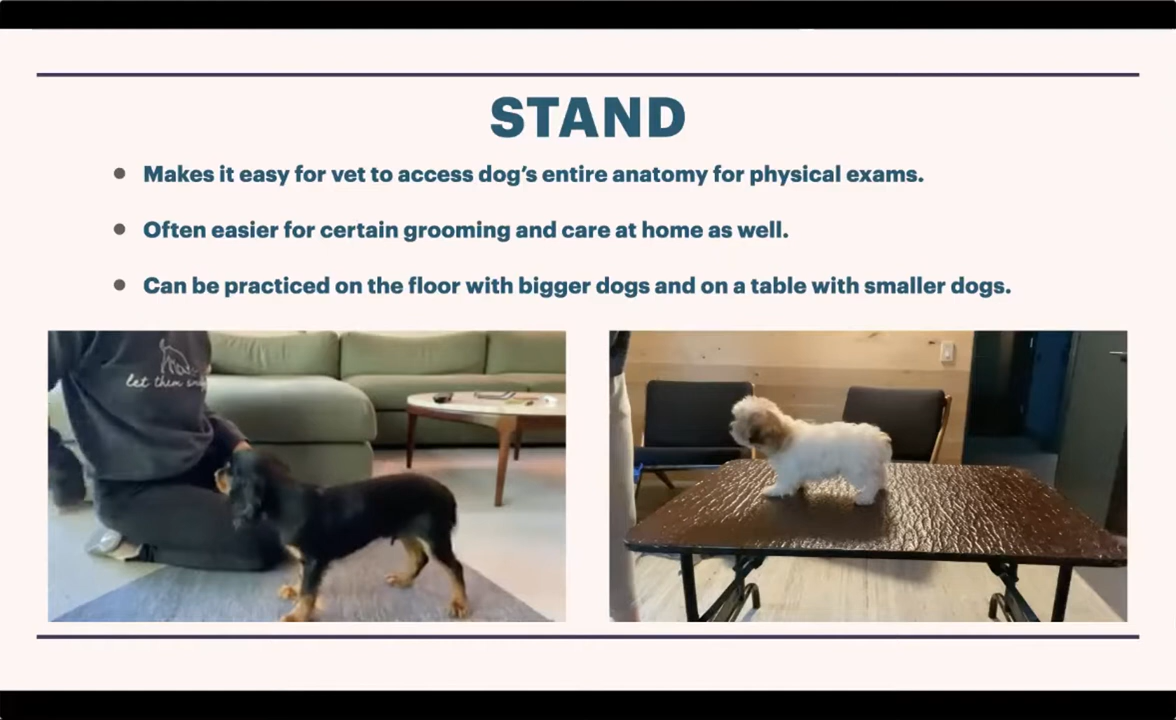 STAND
Makes it easy for vet to access dog's entire anatomy for physical exams.
Often easier for certain grooming and care at home as well.
Can be practiced on the floor with bigger dogs and on a table with smaller dogs.
let them